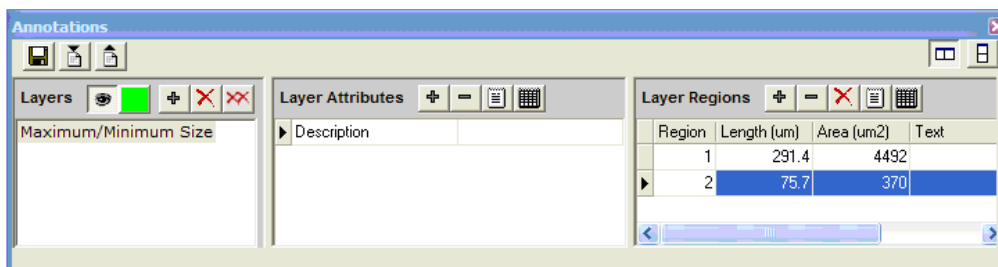 Annotations
Layers
Layer Attributes
Layer Regions
Maximum/Minimum Size
Description
Region Length (um) Area (um2) Text
1 291.4 4492
2 75.7 370